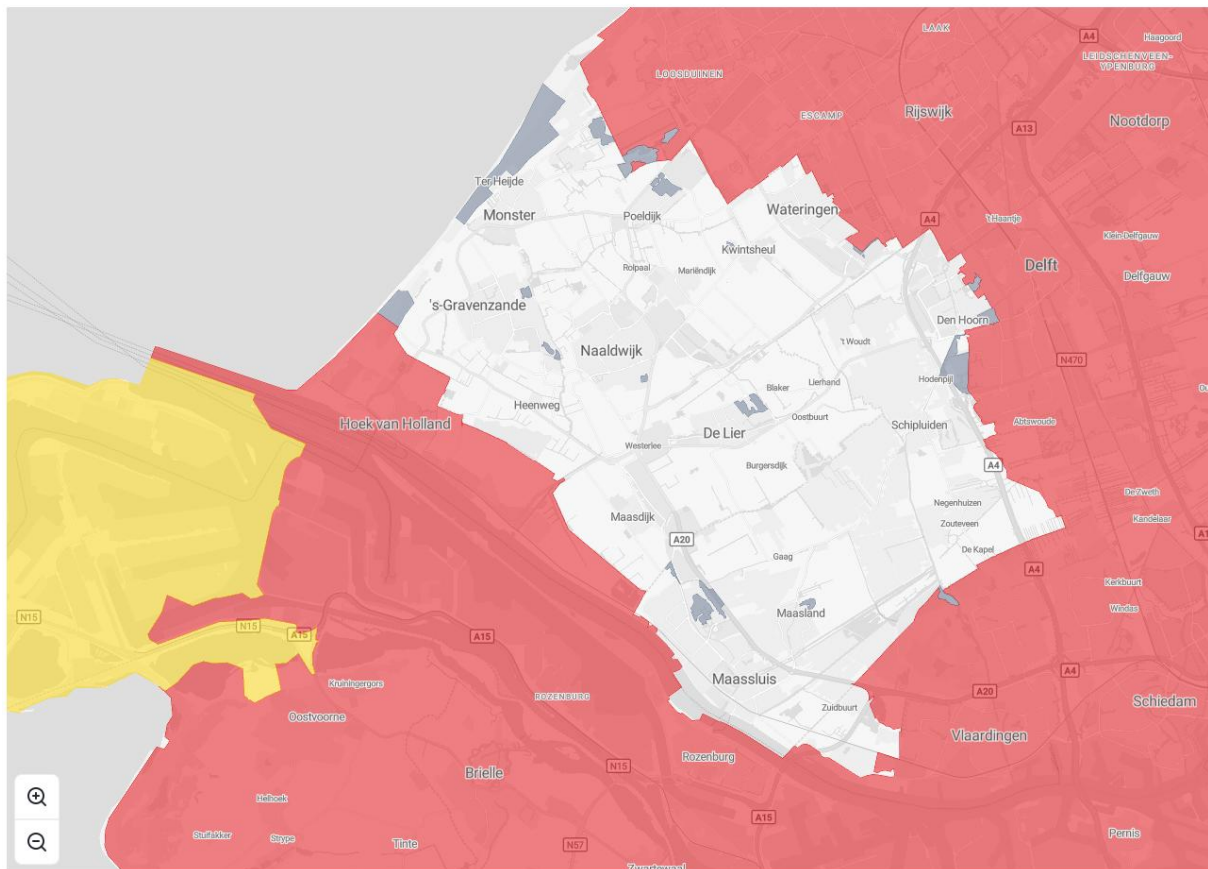 LAAK
A4
Haagoord
LEIDSCHENVEEN-
YPENBURG
LOOSDUINEN
ESCAMP
Rijswijk
A13
Nootdorp
Ter Heijde
Monster
Poeldijk
Wateringen
A4
't Haantje
Klein-Delfgauw
Kwintsheul
Rolpaal
Mariëndijk
Delft
Delfgauw
's-Gravenzande
Den Hoorn
Naaldwijk
't Woudt
N470
Hodenpijl
Blaker
Lierhand
Heenweg
Oostbuurt
Hoek van Holland
De Lier
Schipluiden
Abtswoude
Westerlee
Burgersdijk
A4
De Zweth
Negenhuizen
Maasdijk
Zouteveen
Kandelaar
A20
De Kapel
Gaag
A4
Kerkbuurt
N15
N15
A15
A15
Maasland
Windas
Maassluis
A4
Kruiningergors
ROZENBURG
A20
Schiedam
Zuidbuurt
Oostvoorne
Vlaardingen
Rozenburg
Brielle
N15
Helhoek
A15
Stuifakker
Strype
Tinte
N57
Pernis
Zwartewaal